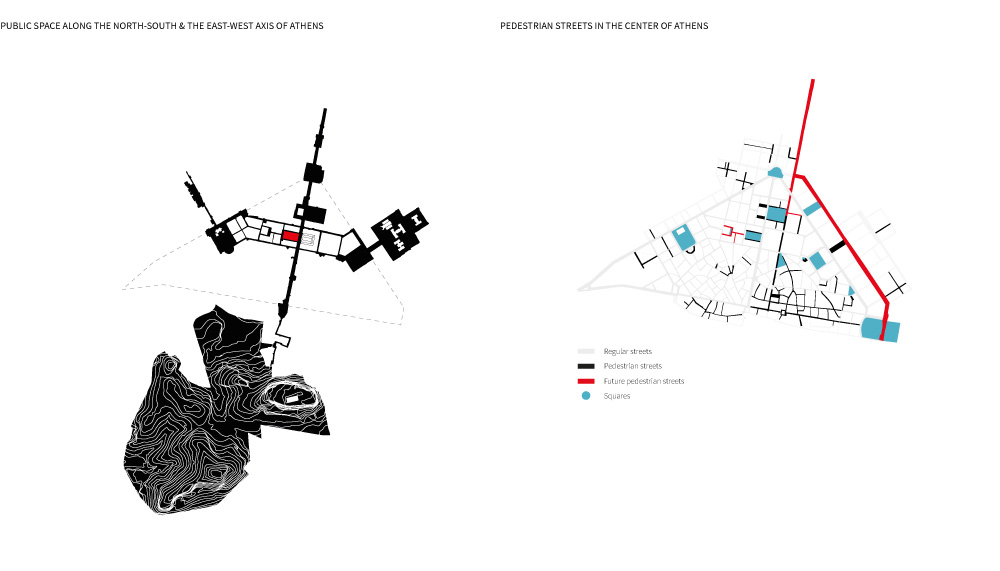 PUBLIC SPACE ALONG THE NORTH-SOUTH & THE EAST-WEST AXIS OF ATHENS
PEDESTRIAN STREETS IN THE CENTER OF ATHENS
Regular streets
Pedestrian streets
Future pedestrian streets
Squares